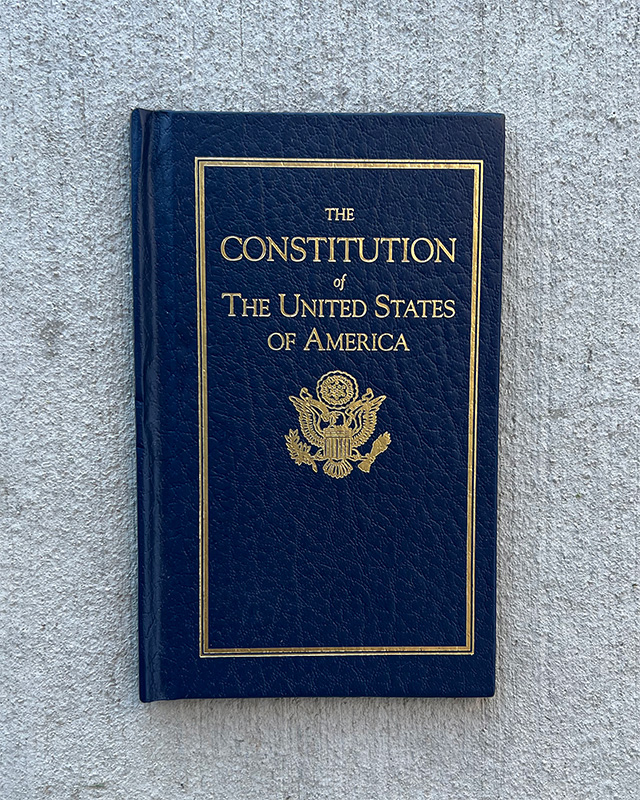 THE
CONSTITUTION
of
THE UNITED STATES
OF AMERICA